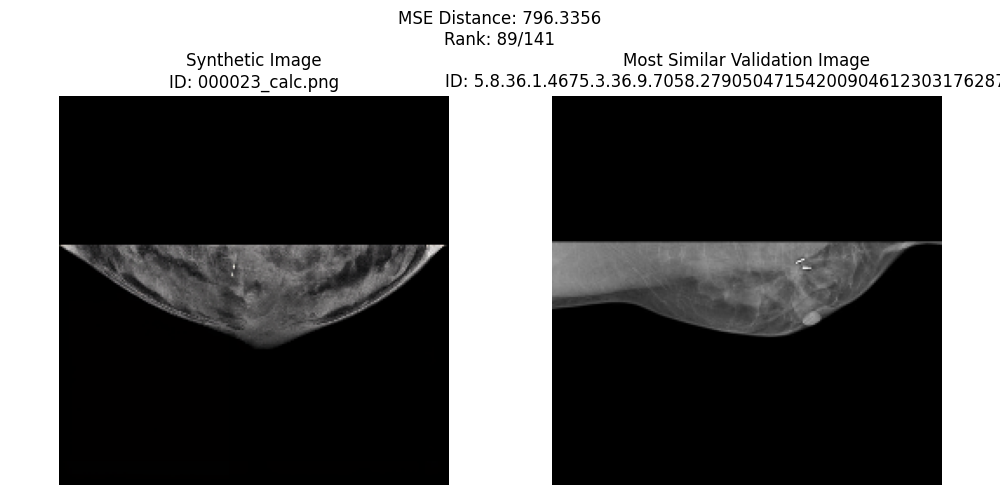 MSE Distance: 796.3356
Rank: 89/141
Synthetic Image
ID: 000023_calc.png
Most Similar Validation Image
ID: 5.8.36.1.4675.3.36.9.7058.27905047154200904612303176287